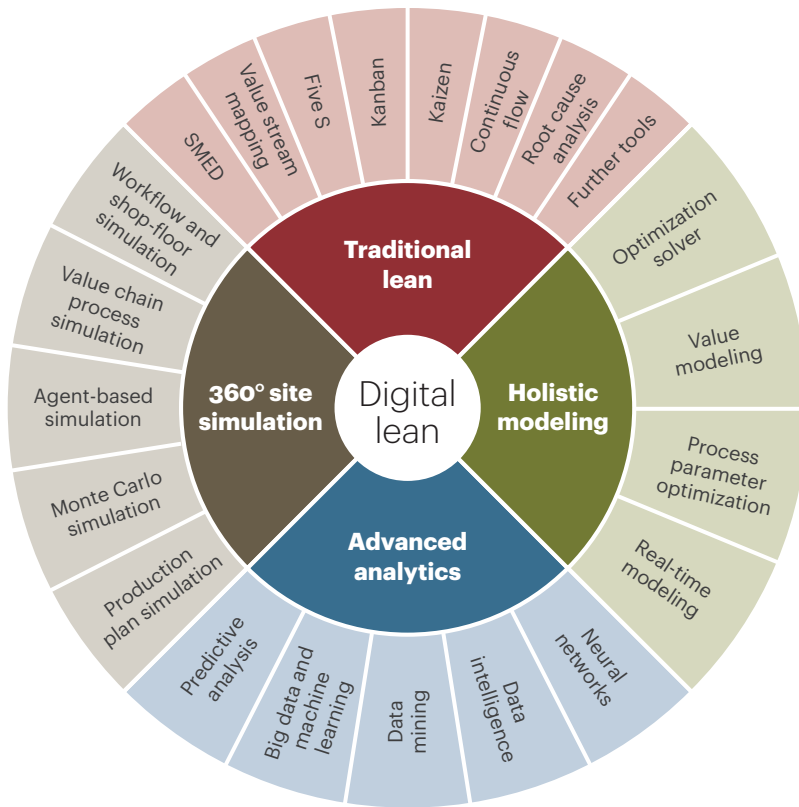 Digital
lean
Traditional
lean
Holistic
modeling
Advanced
analytics
360° site
simulation
SMED
Value stream
mapping
Five S
Kanban
Kaizen
Continuous
flow
Root cause
analysis
Further tools
Optimization
solver
Value
modeling
Process
parameter
optimization
Real-time
modeling
Neural
networks
Data
intelligence
Data
mining
Big data and
machine
learning
Predictive
analysis
Production
plan simulation
Monte Carlo
simulation
Agent-based
simulation
Value chain
process
simulation
Workflow and
shop-floor
simulation